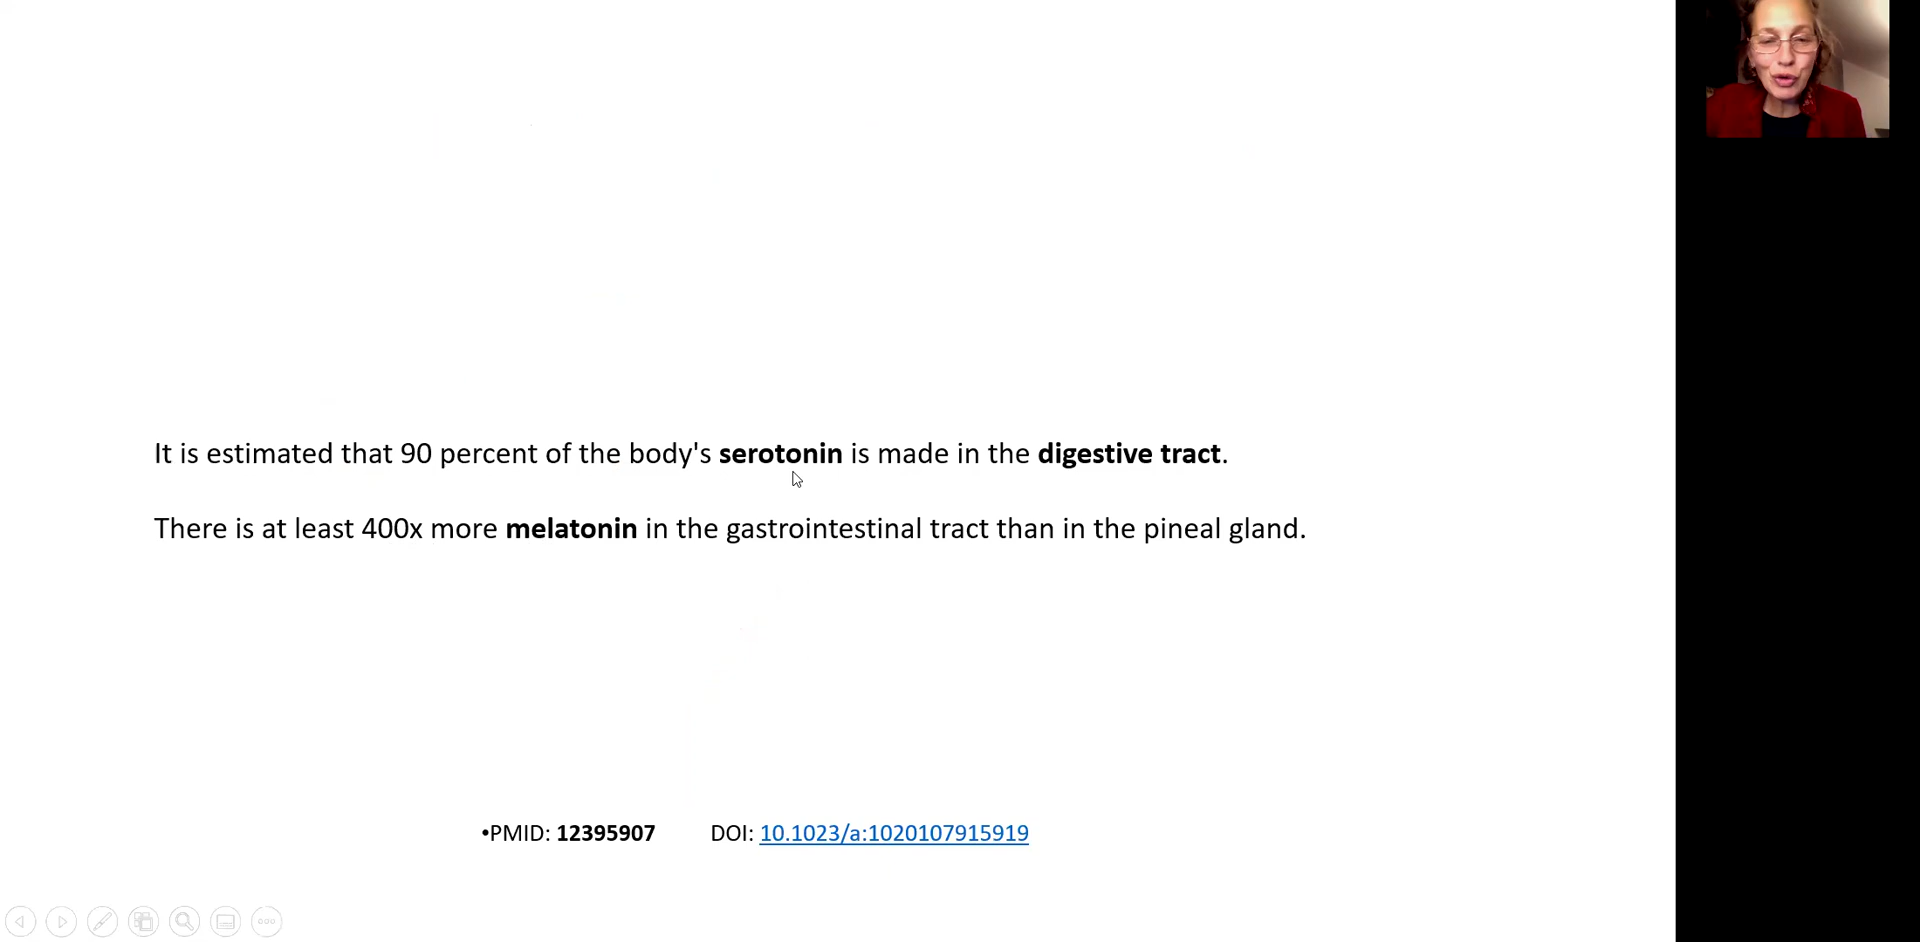 It is estimated that 90 percent of the body's serotonin is made in the digestive tract.
There is at least 400x more melatonin in the gastrointestinal tract than in the pineal gland.
•PMID: 12395907 DOI: 10.1023/a:1020107915919